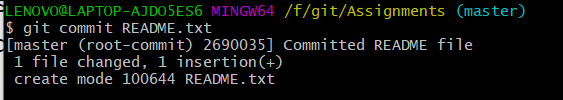 LENOVO@LAPTOP-AJDO5ES6 MINGW64 /f/git/Assignments (master)
$ git commit README.txt
[master (root-commit) 2690035] Committed README file
1 file changed, 1 insertion(+)
create mode 100644 README.txt